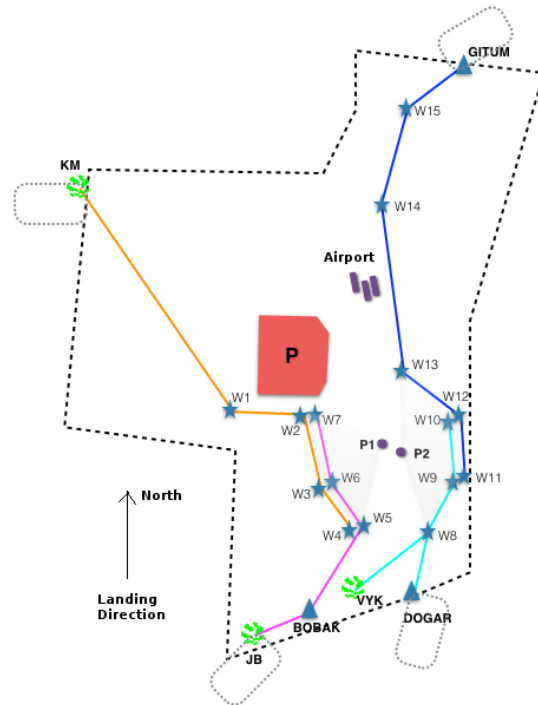 GITUM
W15
KM
W14
Airport
P
W13
W1
W2
W7
W10
W12
P1
P2
W3
W6
W9
W11
North
W4
W5
W8
Landing
Direction
VYK
BOBAK
DOGAR
JB